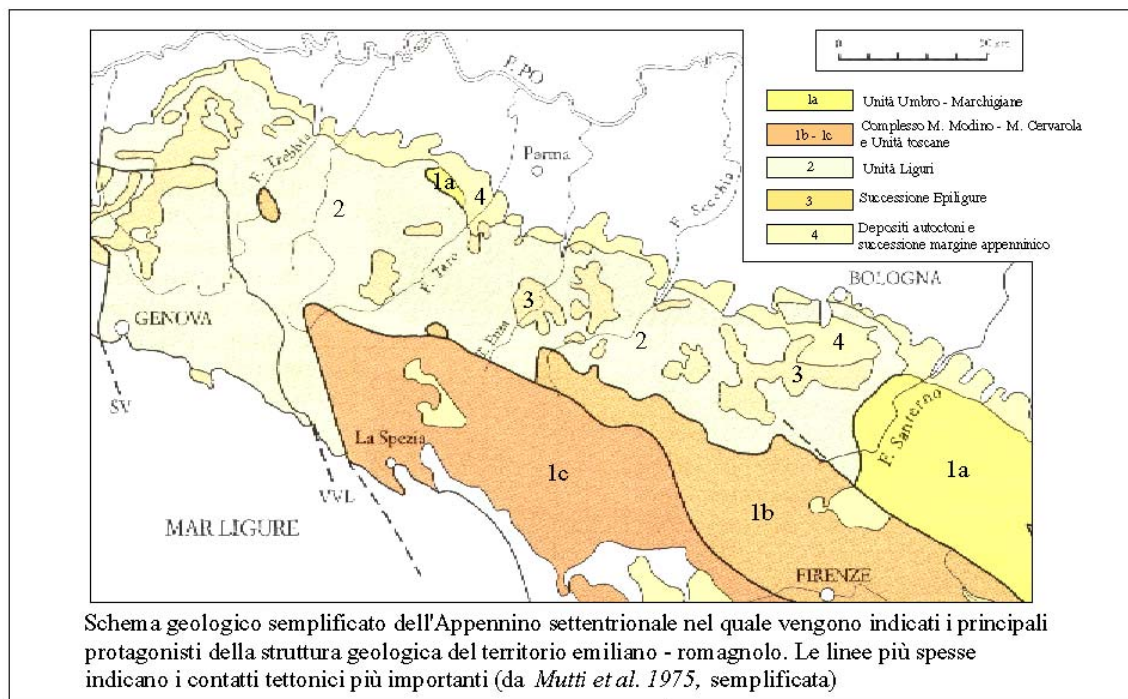 0 50 km
F. PO
1a Unità Umbro - Marchigiane
1b - 1c Complesso M. Modino - M. Cervarola
e Unità toscane
2 Unità Liguri
3 Successione Epiligure
4 Depositi autoctoni e
successione margine appenninico
F. Trebbia
Parma
1a
4
2
F. Secchia
F. Taro
BOLOGNA
GENOVA
3
F. Enza
2
4
3
SV
F. Santerno
La Spezia
1c
1a
VVL
1b
MAR LIGURE
FIRENZE
Schema geologico semplificato dell'Appennino settentrionale nel quale vengono indicati i principali
protagonisti della struttura geologica del territorio emiliano - romagnolo. Le linee più spesse
indicano i contatti tettonici più importanti (da Mutti et al. 1975, semplificata)